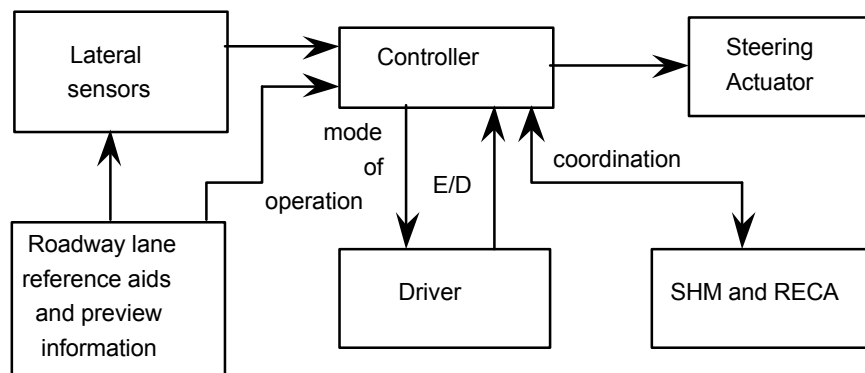 Lateral
sensors
Controller
Steering
Actuator
mode
of
operation
E/D
coordination
Roadway lane
reference aids
and preview
information
Driver
SHM and RECA